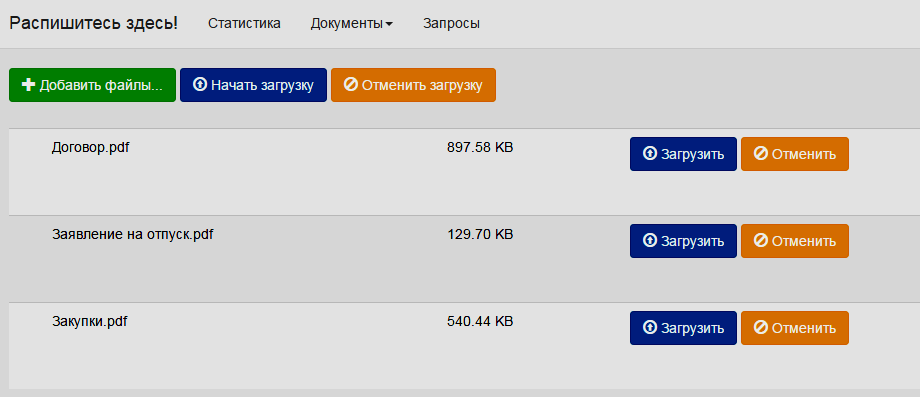 Распишитесь здесь! Статистика Документы Запросы
Добавить файлы... Начать загрузку Отменить загрузку
Договор.pdf 897.58 KB Загрузить Отменить
Заявление на отпуск.pdf 129.70 KB Загрузить Отменить
Закупки.pdf 540.44 KB Загрузить Отменить